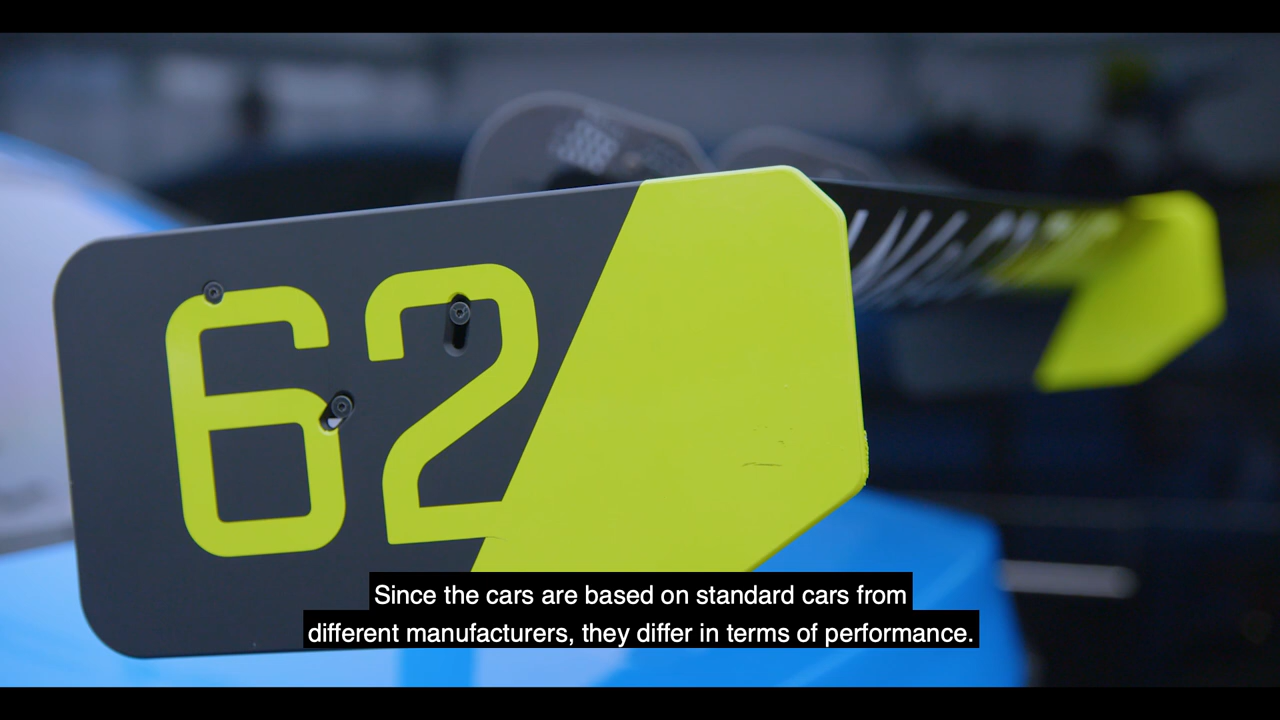 62
Since the cars are based on standard cars from
different manufacturers, they differ in terms of performance.